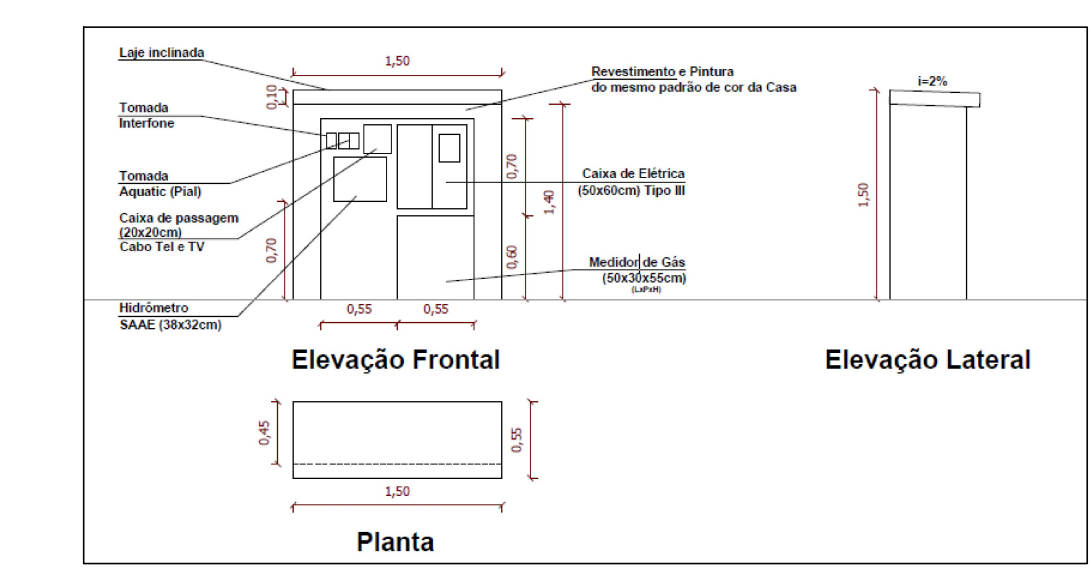 Laje inclinada
1,50
Revestimento e Pintura
do mesmo padrão de cor da Casa
i=2%
0,10
Tomada
Interfone
Tomada
Aquatic (Pial)
0,70
Caixa de Elétrica
(50x60cm) Tipo III
1,40
1,50
Caixa de passagem
(20x20cm)
Cabo Tel e TV
0,70
0,60
Medidor de Gás
(50x30x55cm)
(LxPxH)
Hidrômetro
SAAE (38x32cm)
0,55
0,55
Elevação Frontal
Elevação Lateral
0,45
0,55
1,50
Planta